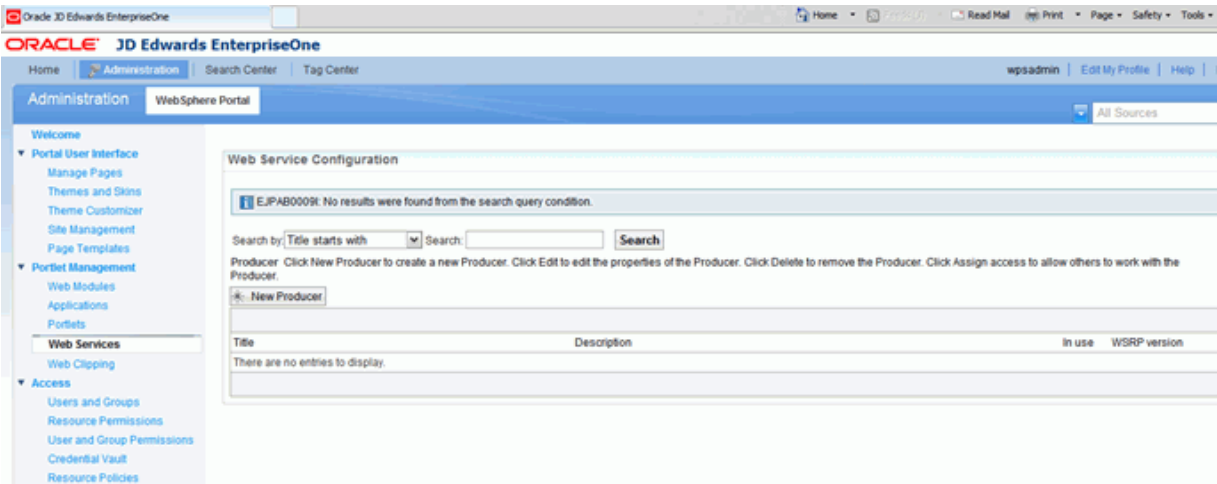 Oracle JD Edwards EnterpriseOne
Home Read Mail Print Page Safety Tools
ORACLE JD Edwards EnterpriseOne
Home Administration Search Center Tag Center wpsadmin Edit My Profile Help
Administration WebSphere Portal
All Sources
Welcome
Portal User Interface
Manage Pages
Themes and Skins
Theme Customizer
Site Management
Page Templates
Portlet Management
Web Modules
Applications
Portlets
Web Services
Web Clipping
Access
Users and Groups
Resource Permissions
User and Group Permissions
Credential Vault
Resource Policies
Web Service Configuration
EJPAB0009I: No results were found from the search query condition.
Search by: Title starts with Search: Search
Producer Click New Producer to create a new Producer. Click Edit to edit the properties of the Producer. Click Delete to remove the Producer. Click Assign access to allow others to work with the
Producer.
New Producer
Title Description In use WSRP version
There are no entries to display.